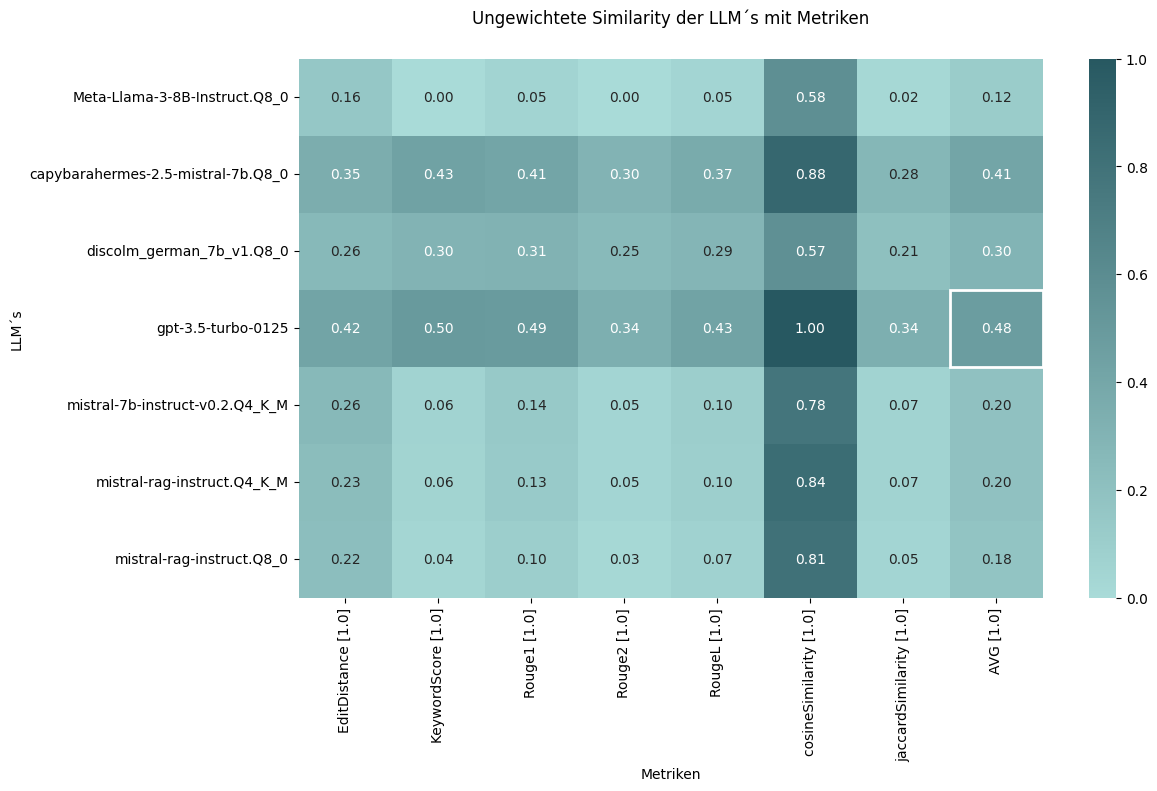 Ungewichtete Similarity der LLM´s mit Metriken
LLM´s
Meta-Llama-3-8B-Instruct.Q8_0 0.16 0.00 0.05 0.00 0.05 0.58 0.02 0.12
capybarahermes-2.5-mistral-7b.Q8_0 0.35 0.43 0.41 0.30 0.37 0.88 0.28 0.41
discolm_german_7b_v1.Q8_0 0.26 0.30 0.31 0.25 0.29 0.57 0.21 0.30
gpt-3.5-turbo-0125 0.42 0.50 0.49 0.34 0.43 1.00 0.34 0.48
mistral-7b-instruct-v0.2.Q4_K_M 0.26 0.06 0.14 0.05 0.10 0.78 0.07 0.20
mistral-rag-instruct.Q4_K_M 0.23 0.06 0.13 0.05 0.10 0.84 0.07 0.20
mistral-rag-instruct.Q8_0 0.22 0.04 0.10 0.03 0.07 0.81 0.05 0.18
EditDistance [1.0]
KeywordScore [1.0]
Rouge1 [1.0]
Rouge2 [1.0]
RougeL [1.0]
cosineSimilarity [1.0]
jaccardSimilarity [1.0]
AVG [1.0]
Metriken
1.0
0.8
0.6
0.4
0.2
0.0